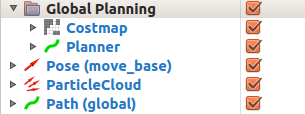 Global Planning
Costmap
Planner
Pose (move_base)
ParticleCloud
Path (global)